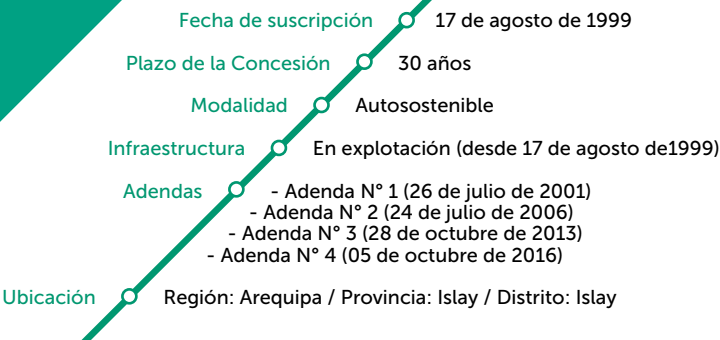 Fecha de suscripción 17 de agosto de 1999
Plazo de la Concesión 30 años
Modalidad Autosostenible
Infraestructura En explotación (desde 17 de agosto de1999)
Adendas - Adenda N° 1 (26 de julio de 2001)
- Adenda N° 2 (24 de julio de 2006)
- Adenda N° 3 (28 de octubre de 2013)
- Adenda N° 4 (05 de octubre de 2016)
Ubicación Región: Arequipa / Provincia: Islay / Distrito: Islay